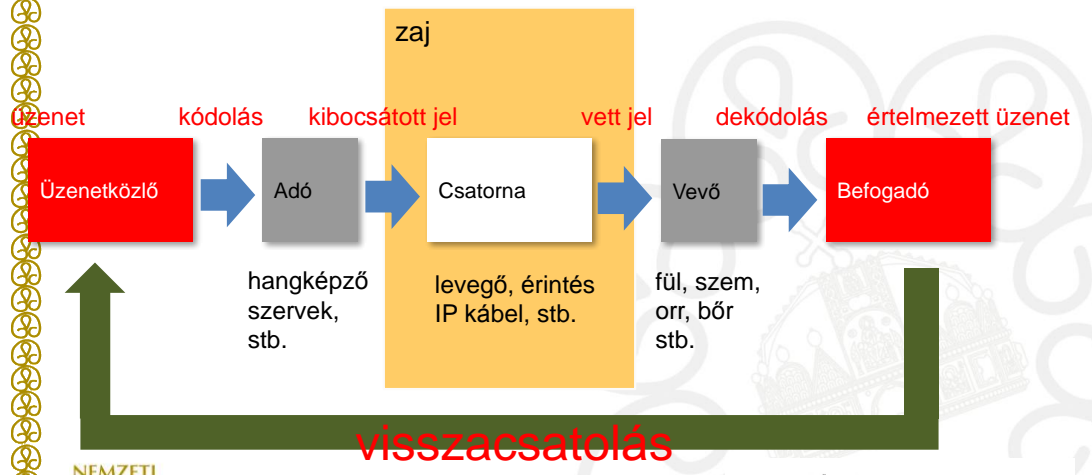 zaj
üzenet kódolás kibocsátott jel vett jel dekódolás értelmezett üzenet
Üzenetközlő Adó Csatorna Vevő Befogadó
hangképző szervek, stb.
levegő, érintés
IP kábel, stb.
fül, szem,
orr, bőr
stb.
visszacsatolás
NEMZETI